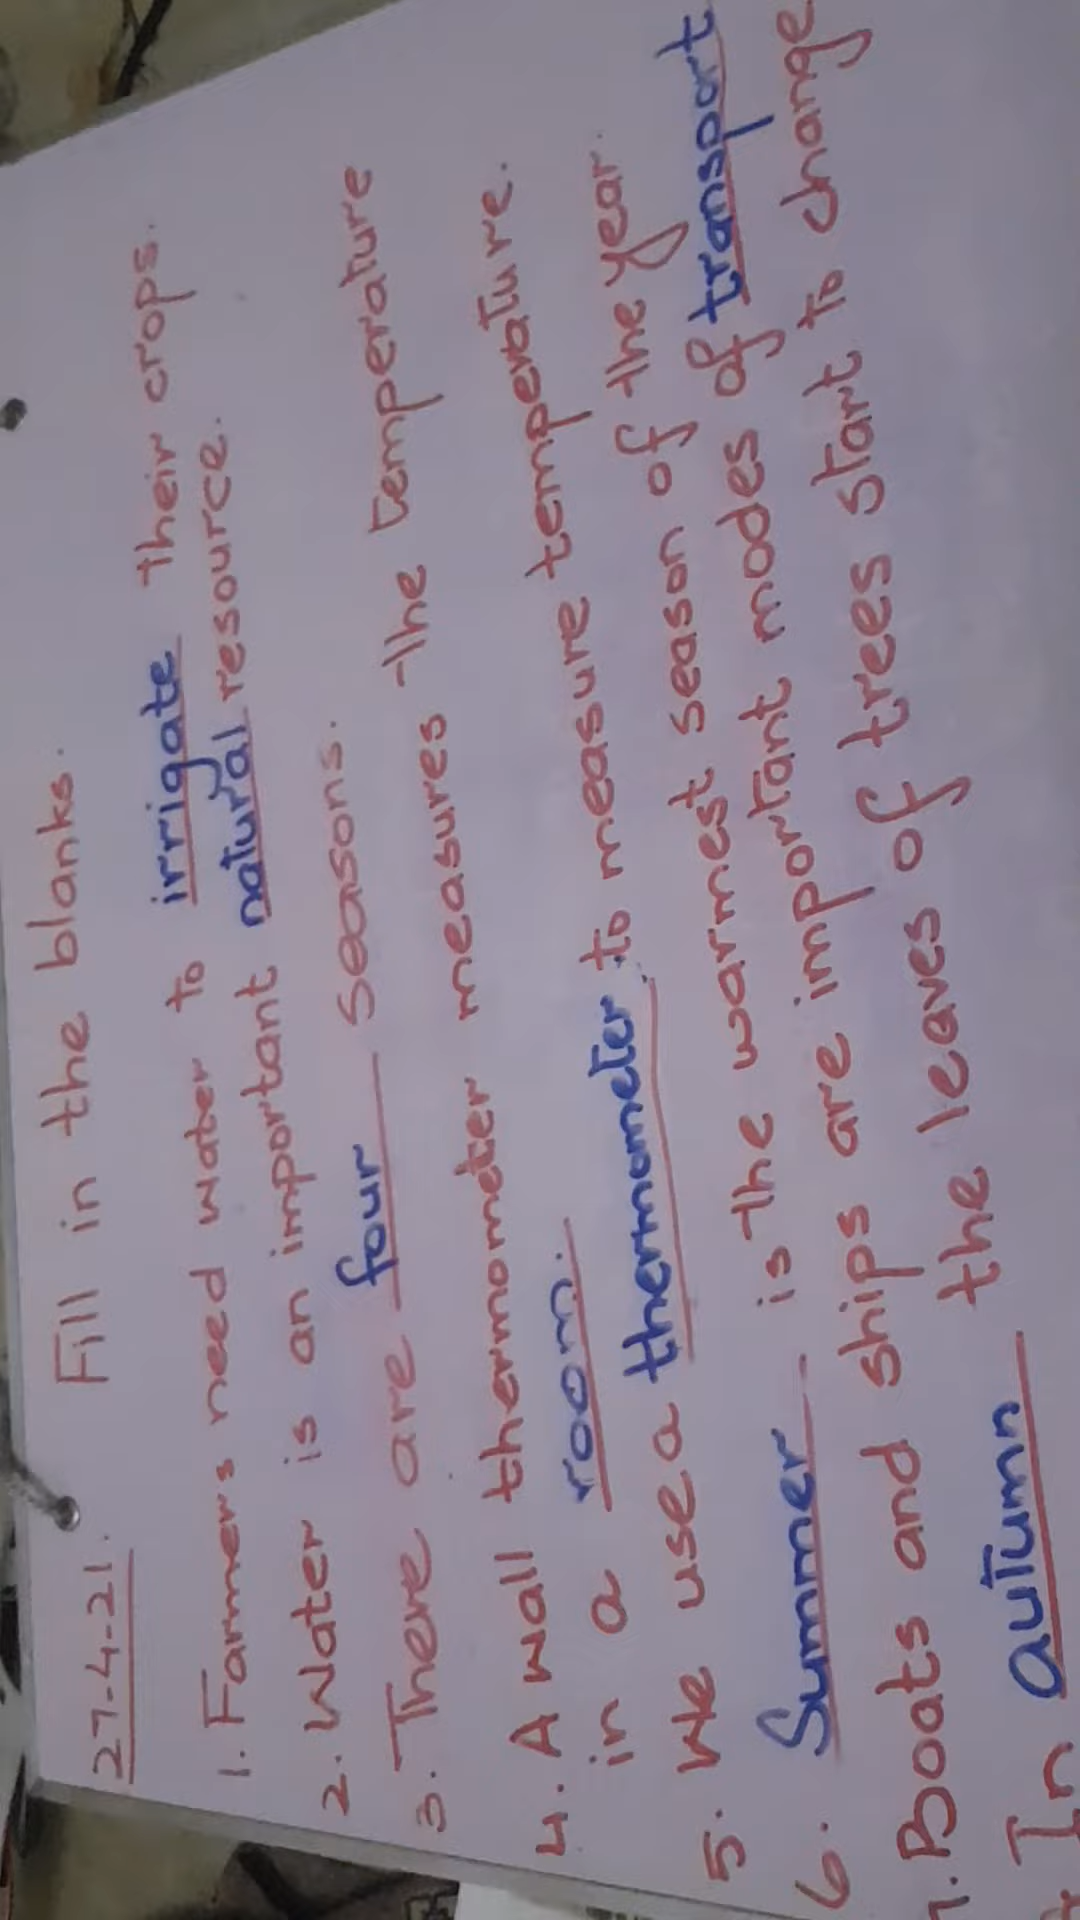 27-4-21. Fill in the blanks.
1. Farmers need water to irrigate their crops.
2. Water is an important natural resource.
3. There are four seasons.
4. A wall thermometer measures the temperature
in a room.
5. We use a thermometer to measure temperature.
6. Summer is the warmest season of the year.
7. Boats and ships are important modes of transport
In autumn the leaves of trees start to change